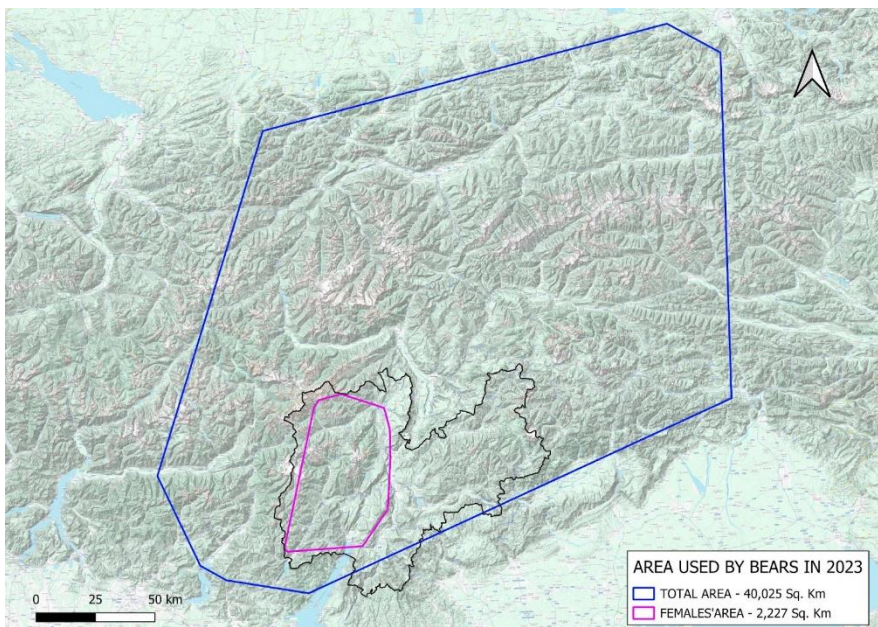 0 25 50 km
AREA USED BY BEARS IN 2023
TOTAL AREA - 40,025 Sq. Km
FEMALES'AREA - 2,227 Sq. Km